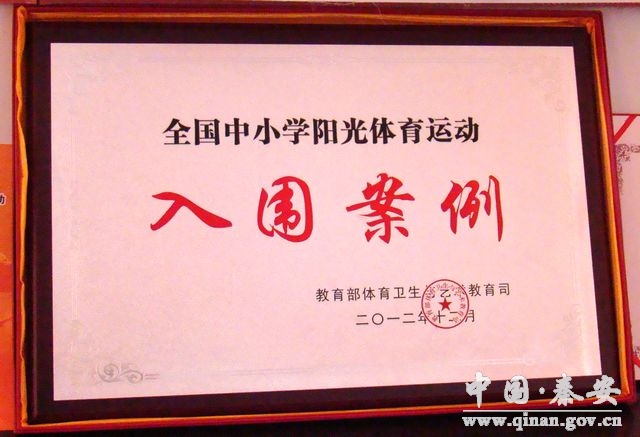 全国中小学阳光体育运动
入围案例
教育部体育卫生 艺 教育司
二〇一二年十二月
中国·秦安
www.qinan.gov.cn